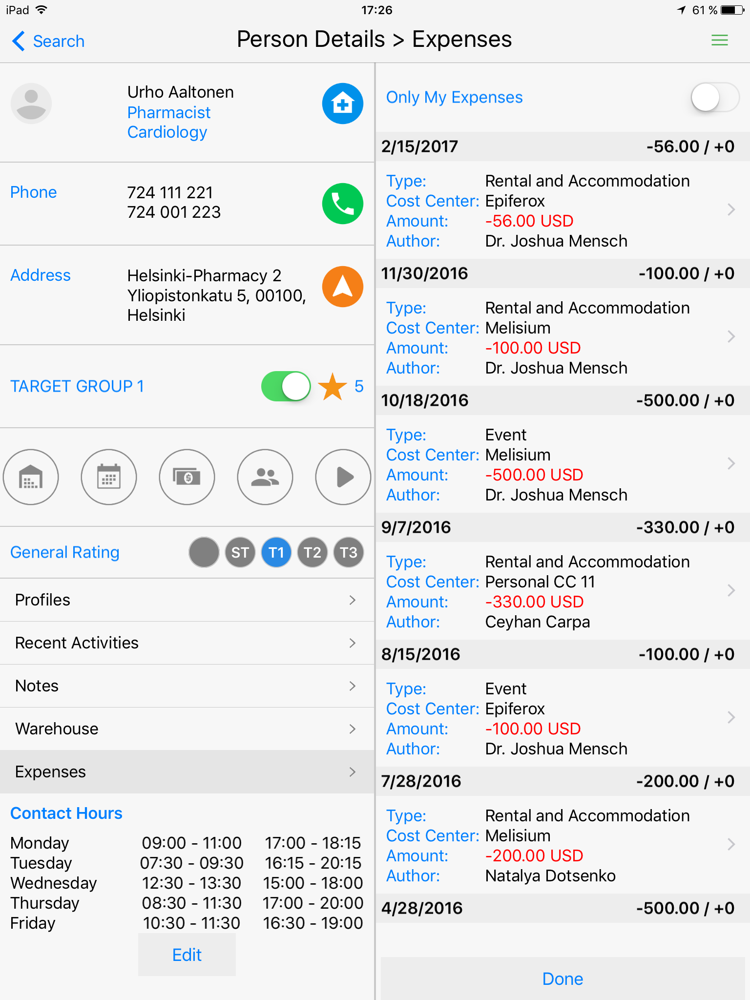 iPad 17:26 61 %
Search Person Details > Expenses
Urho Aaltonen
Pharmacist
Cardiology
Phone 724 111 221
724 001 223
Address Helsinki-Pharmacy 2
Yliopistonkatu 5, 00100,
Helsinki
TARGET GROUP 1 5
General Rating ST T1 T2 T3
Profiles
Recent Activities
Notes
Warehouse
Expenses
Contact Hours
Monday 09:00 - 11:00 17:00 - 18:15
Tuesday 07:30 - 09:30 16:15 - 20:15
Wednesday 12:30 - 13:30 15:00 - 18:00
Thursday 08:30 - 11:30 17:00 - 20:00
Friday 10:30 - 11:30 16:30 - 19:00
Edit
Only My Expenses
2/15/2017 -56.00 / +0
Type: Rental and Accommodation
Cost Center: Epiferox
Amount: -56.00 USD
Author: Dr. Joshua Mensch
11/30/2016 -100.00 / +0
Type: Rental and Accommodation
Cost Center: Melisium
Amount: -100.00 USD
Author: Dr. Joshua Mensch
10/18/2016 -500.00 / +0
Type: Event
Cost Center: Melisium
Amount: -500.00 USD
Author: Dr. Joshua Mensch
9/7/2016 -330.00 / +0
Type: Rental and Accommodation
Cost Center: Personal CC 11
Amount: -330.00 USD
Author: Ceyhan Carpa
8/15/2016 -100.00 / +0
Type: Event
Cost Center: Epiferox
Amount: -100.00 USD
Author: Dr. Joshua Mensch
7/28/2016 -200.00 / +0
Type: Rental and Accommodation
Cost Center: Melisium
Amount: -200.00 USD
Author: Natalya Dotsenko
4/28/2016 -500.00 / +0
Done